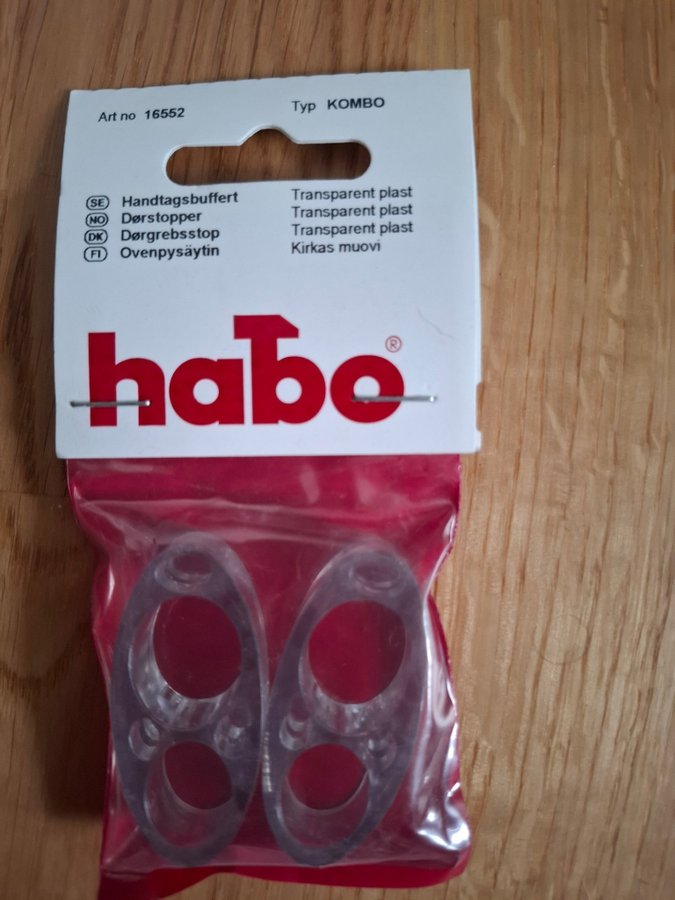 Art no 16552 Typ KOMBO
SE Handtagsbuffert Transparent plast
NO Dørstopper Transparent plast
DK Dørgrebsstop Transparent plast
FI Ovenpysäytin Kirkas muovi
habo®